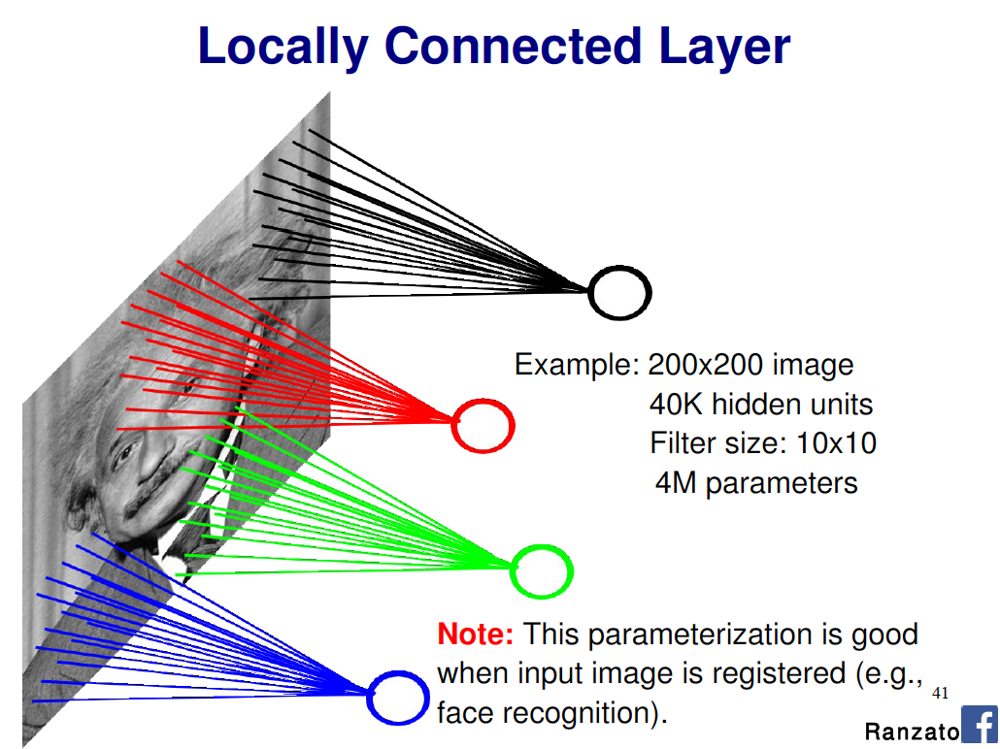 Locally Connected Layer
Example: 200x200 image
40K hidden units
Filter size: 10x10
4M parameters
Note: This parameterization is good
when input image is registered (e.g.,
face recognition).
41
Ranzato f